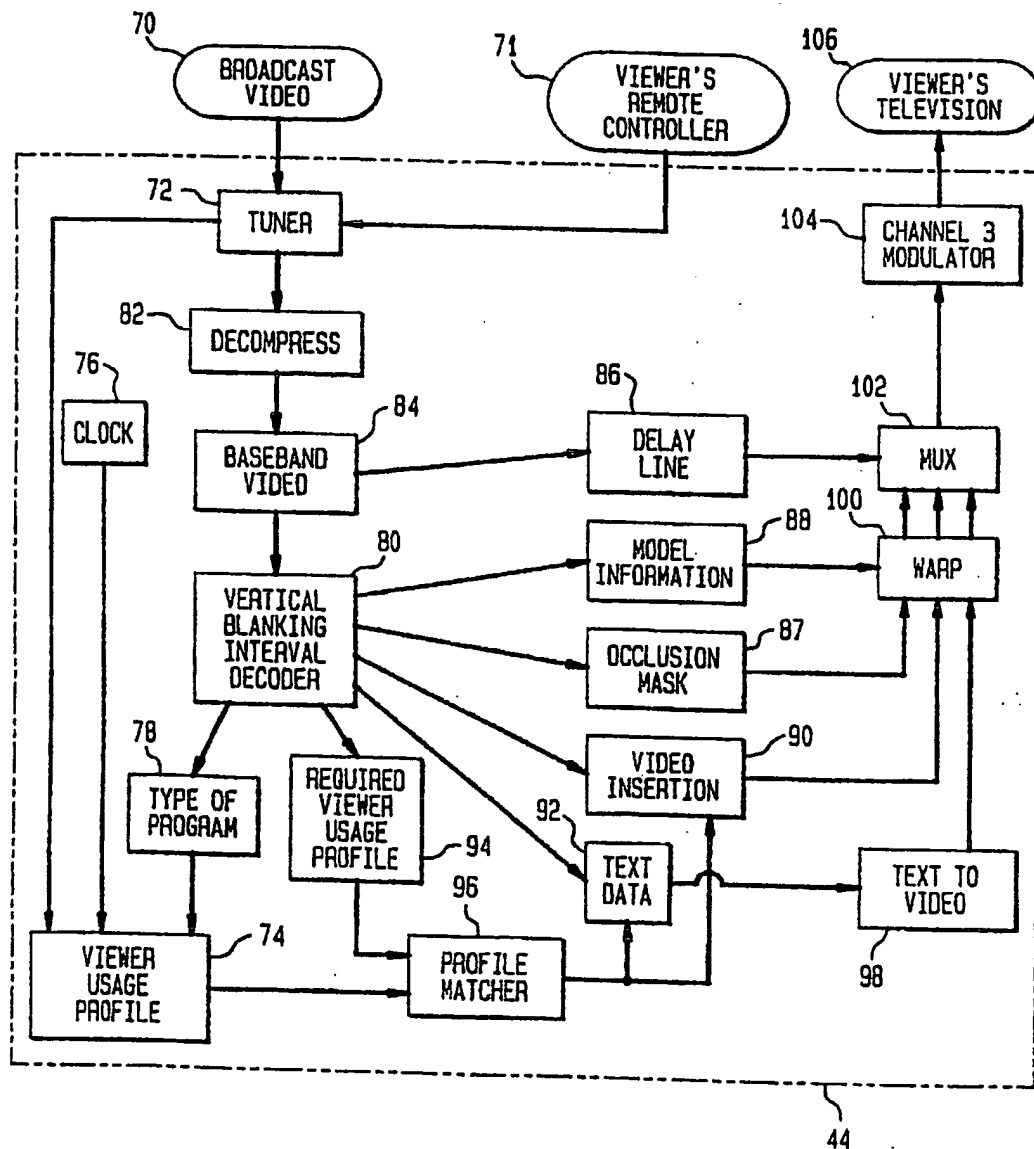 70
BROADCAST
VIDEO
71
VIEWER'S
REMOTE
CONTROLLER
106
VIEWER'S
TELEVISION
72
TUNER
104
CHANNEL 3
MODULATOR
82
DECOMPRESS
76
CLOCK
84
BASEBAND
VIDEO
86
DELAY
LINE
102
MUX
80
VERTICAL
BLANKING
INTERVAL
DECODER
88
MODEL
INFORMATION
100
WARP
87
OCCLUSION
MASK
78
TYPE OF
PROGRAM
REQUIRED
VIEWER
USAGE
PROFILE
94
90
VIDEO
INSERTION
92
TEXT
DATA
TEXT TO
VIDEO
98
74
VIEWER
USAGE
PROFILE
96
PROFILE
MATCHER
44